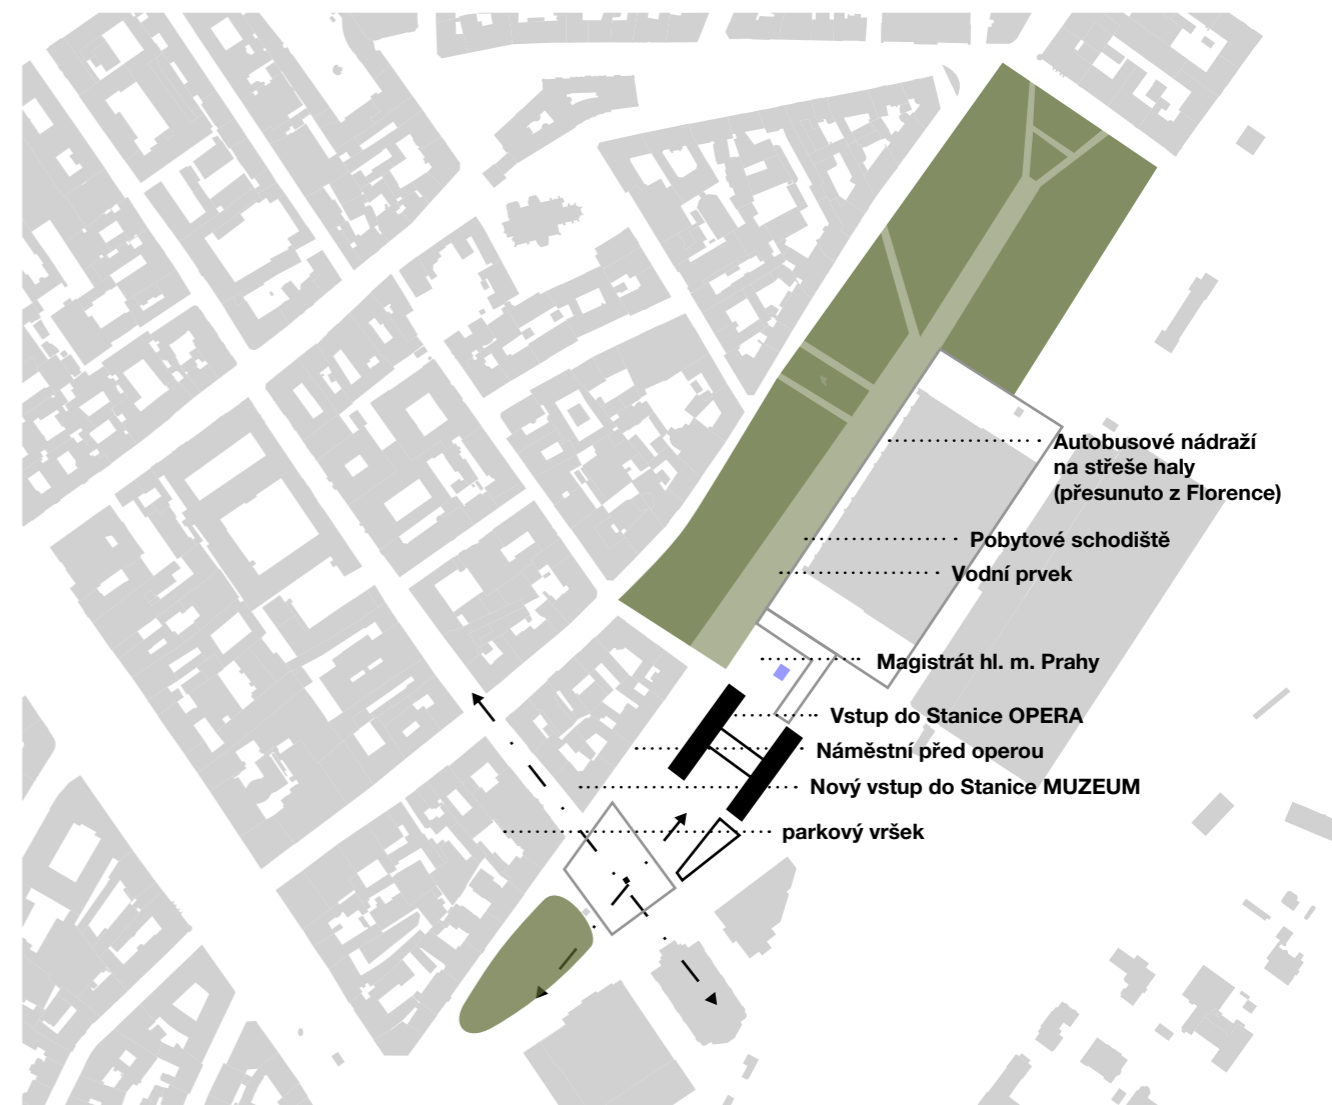 Autobusové nádraží
na střeše haly
(přesunuto z Florence)
Pobytové schodiště
Vodní prvek
Magistrát hl. m. Prahy
Vstup do Stanice OPERA
Náměstní před operou
Nový vstup do Stanice MUZEUM
parkový vršek